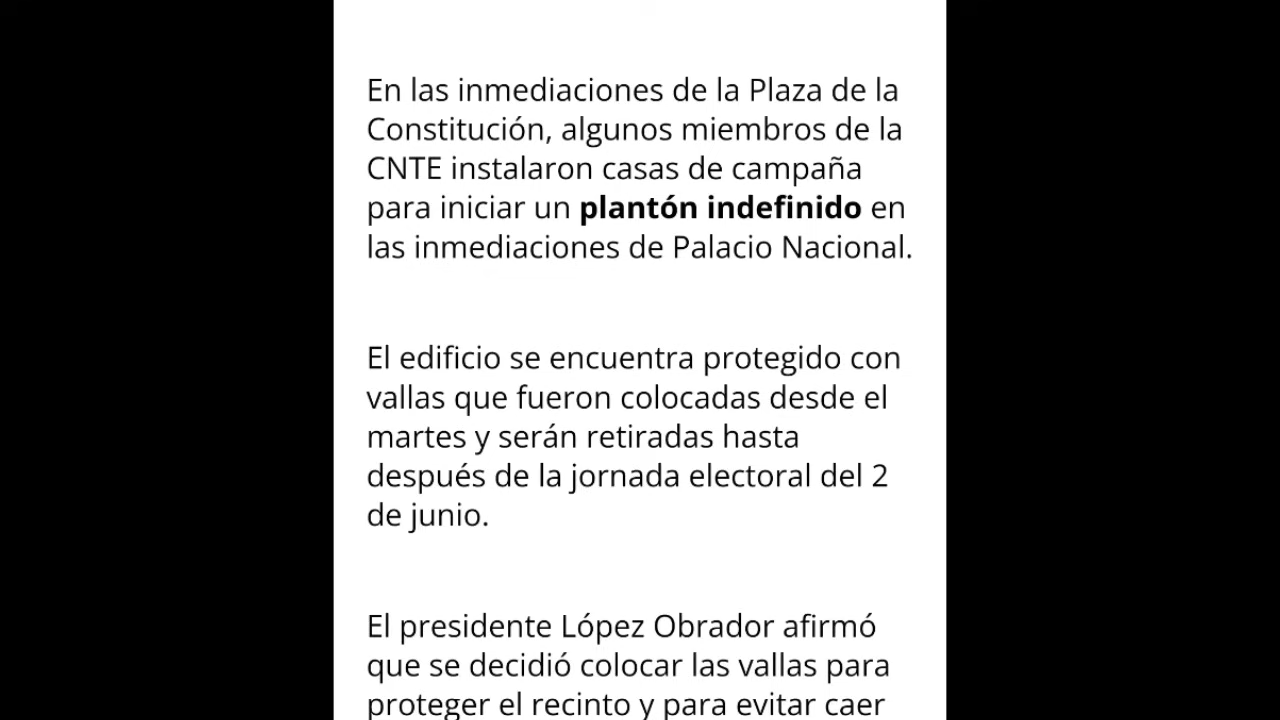 En las inmediaciones de la Plaza de la
Constitución, algunos miembros de la
CNTE instalaron casas de campaña
para iniciar un plantón indefinido en
las inmediaciones de Palacio Nacional.
El edificio se encuentra protegido con
vallas que fueron colocadas desde el
martes y serán retiradas hasta
después de la jornada electoral del 2
de junio.
El presidente López Obrador afirmó
que se decidió colocar las vallas para
proteger el recinto y para evitar caer